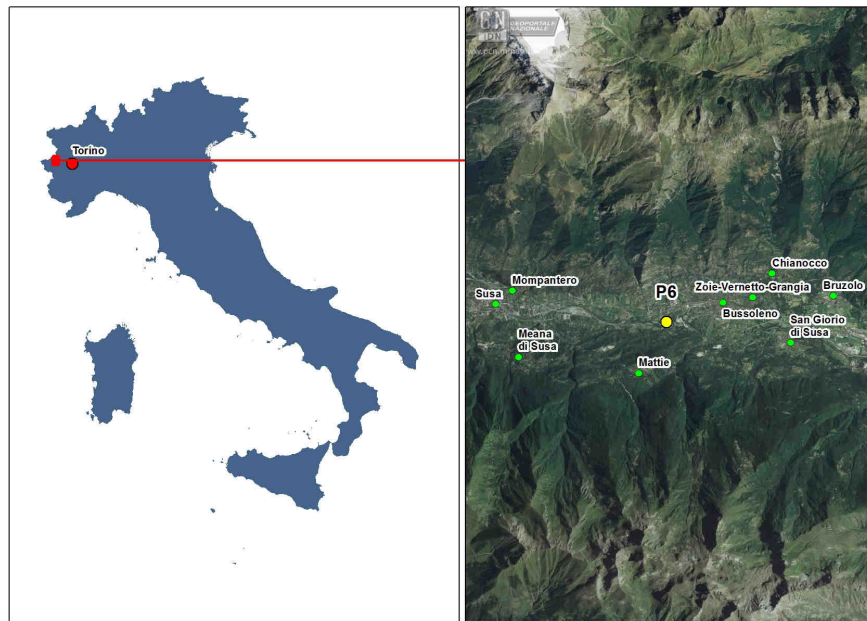 Torino
GEOPORTALE
NAZIONALE
Chianocco
Mompantero
Zoie-Vernetto-Grangia
Bruzolo
Susa
P6
Bussoleno
San Giorio
di Susa
Meana
di Susa
Mattie